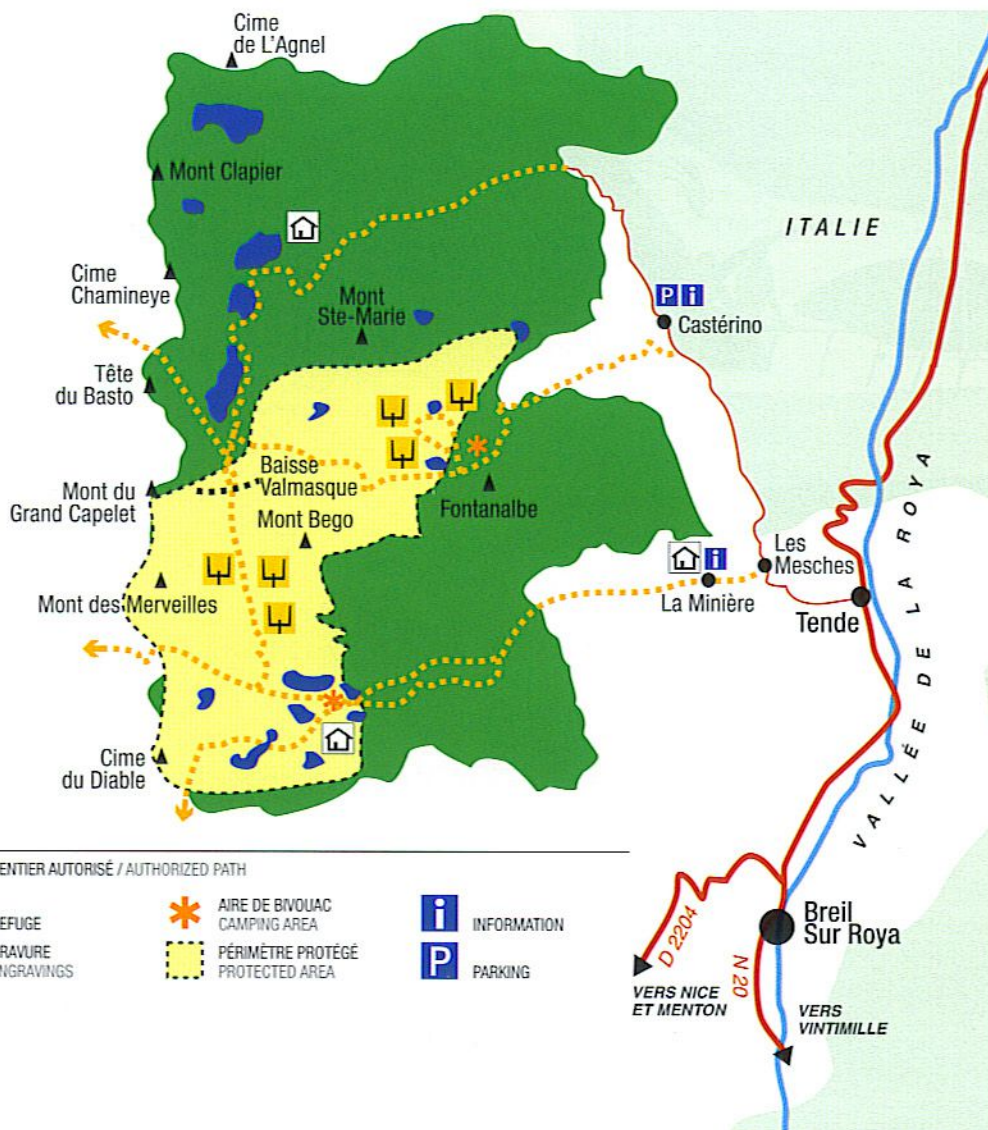 Cime
de L'Agnel
Mont Clapier
ITALIE
Cime
Chamineye
Mont
Ste-Marie
P i
Castérino
Tête
du Basto
Baisse
Valmasque
Mont du
Grand Capelet
Mont Bego
Fontanalbe
i
Les
Mesches
La Minière
Mont des Merveilles
Tende
VALLÉE DE LA ROYA
Cime
du Diable
ENTIER AUTORISÉ / AUTHORIZED PATH
EFUGE
RAVURE
NGRAVINGS
AIRE DE BIVOUAC
CAMPING AREA
PÉRIMÈTRE PROTÉGÉ
PROTECTED AREA
i INFORMATION
P PARKING
Breil
Sur Roya
D 2204
N 20
VERS NICE
ET MENTON
VERS
VINTIMILLE